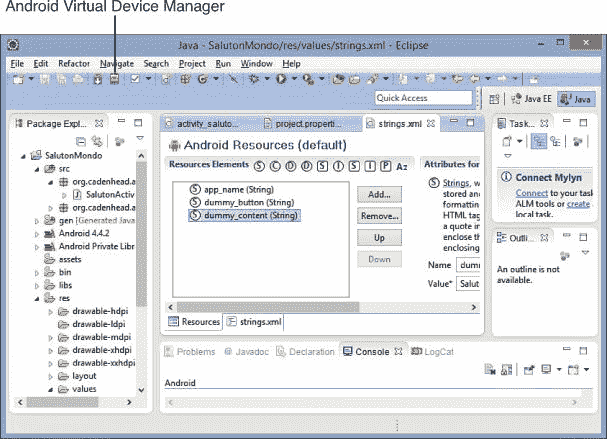 Android Virtual Device Manager
Java - SalutonMondo/res/values/strings.xml - Eclipse
File Edit Refactor Navigate Search Project Run Window Help
Quick Access
Java EE
Java
Package Expl...
SalutonMondo
src
org.cadenhead.a
SalutonActiv
org.cadenhead.
gen [Generated Java
Android 4.4.2
Android Private Libr
assets
bin
libs
res
drawable-hdpi
drawable-ldpi
drawable-mdpi
drawable-xhdpi
drawable-xxhdpi
layout
values
activity_saluto...
project.properti...
strings.xml
Android Resources (default)
Resources Elements
S C D D S I S I P Az
S app_name (String)
S dummy_button (String)
S dummy_content (String)
Add...
Remove...
Up
Down
Attributes for
S Strings, w
stored an
formattin
HTML tag
a quote in
enclose th
enclosing
Name dumm
Value* Salut
Resources
strings.xml
Task...
Connect Mylyn
Connect to your task
ALM tools or create
local task.
Outli...
An outline is not
available.
Problems
@ Javadoc
Declaration
Console
LogCat
Android